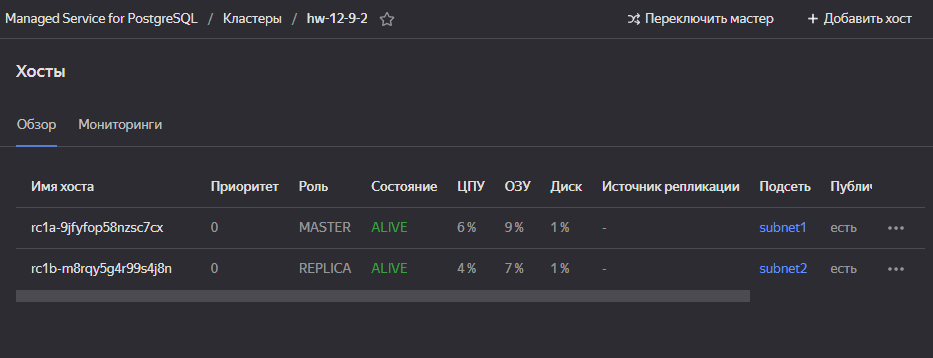 Managed Service for PostgreSQL / Кластеры / hw-12-9-2 Переключить мастер + Добавить хост
Хосты
Обзор Мониторинги
Имя хоста Приоритет Роль Состояние ЦПУ ОЗУ Диск Источник репликации Подсеть Публич
rc1a-9jfyfop58nzsc7cx 0 MASTER ALIVE 6 % 9 % 1 % - subnet1 есть
rc1b-m8rqy5g4r99s4j8n 0 REPLICA ALIVE 4 % 7 % 1 % - subnet2 есть